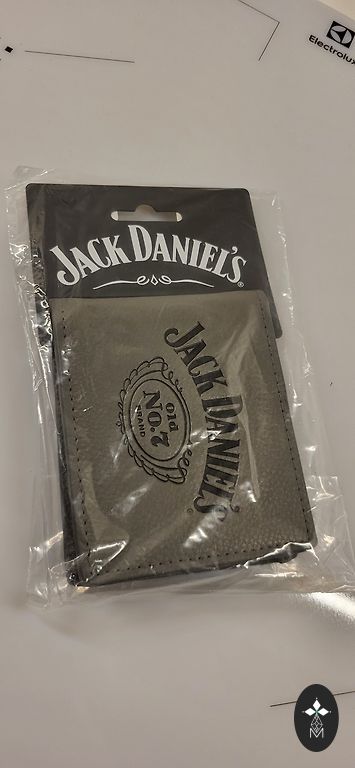 Electrolux
JACK DANIEL'S
®
JACK DANIEL'S
®
Old
NO.7
BRAND
M